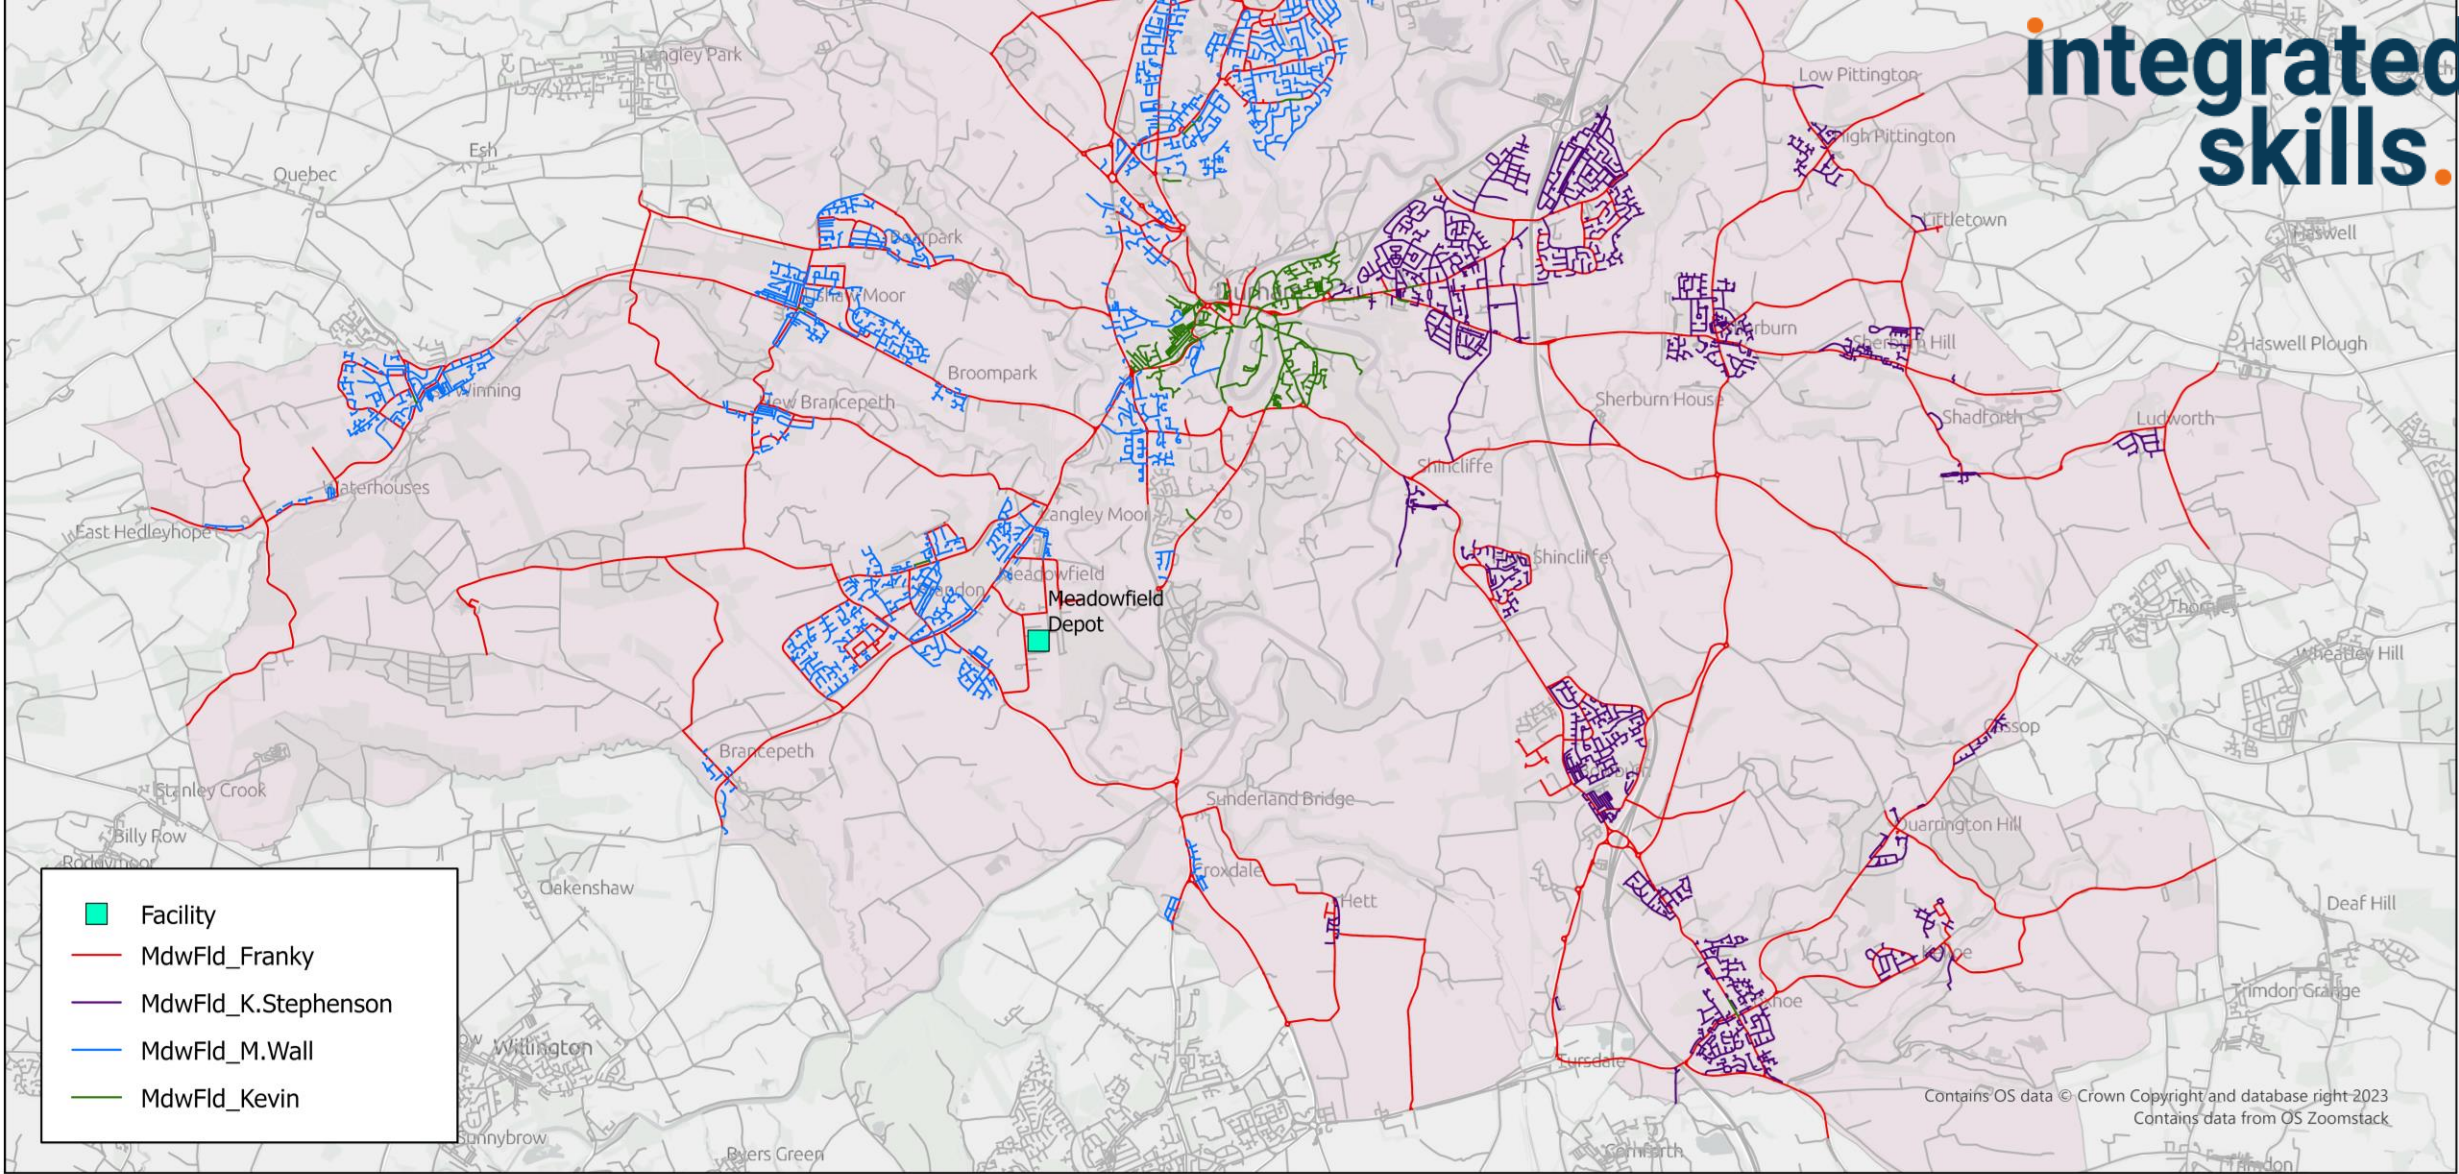 Langley Park
Low Pittington
integrated
skills.
High Pittington
Esh
Quebec
Littletown
Haswell
Durham
Sherburn
Sherburn Hill
Haswell Plough
Broompark
New Brancepeth
Sherburn House
Shadforth
Ludworth
Shincliffe
Waterhouses
East Hedleyhope
Langley Moor
Shincliffe
Meadowfield
Meadowfield
Depot
Thornley
Wheatley Hill
Brancepeth
Stanley Crook
Sunderland Bridge
Quarrington Hill
Billy Row
Roddymoor
Croxdale
Oakenshaw
Hett
Deaf Hill
Facility
MdwFld_Franky
MdwFld_K.Stephenson
MdwFld_M.Wall
MdwFld_Kevin
Trimdon Grange
Willington
Tursdale
Contains OS data © Crown Copyright and database right 2023
Contains data from OS Zoomstack
Sunnybrow
Byers Green
Cornforth
Trimdon